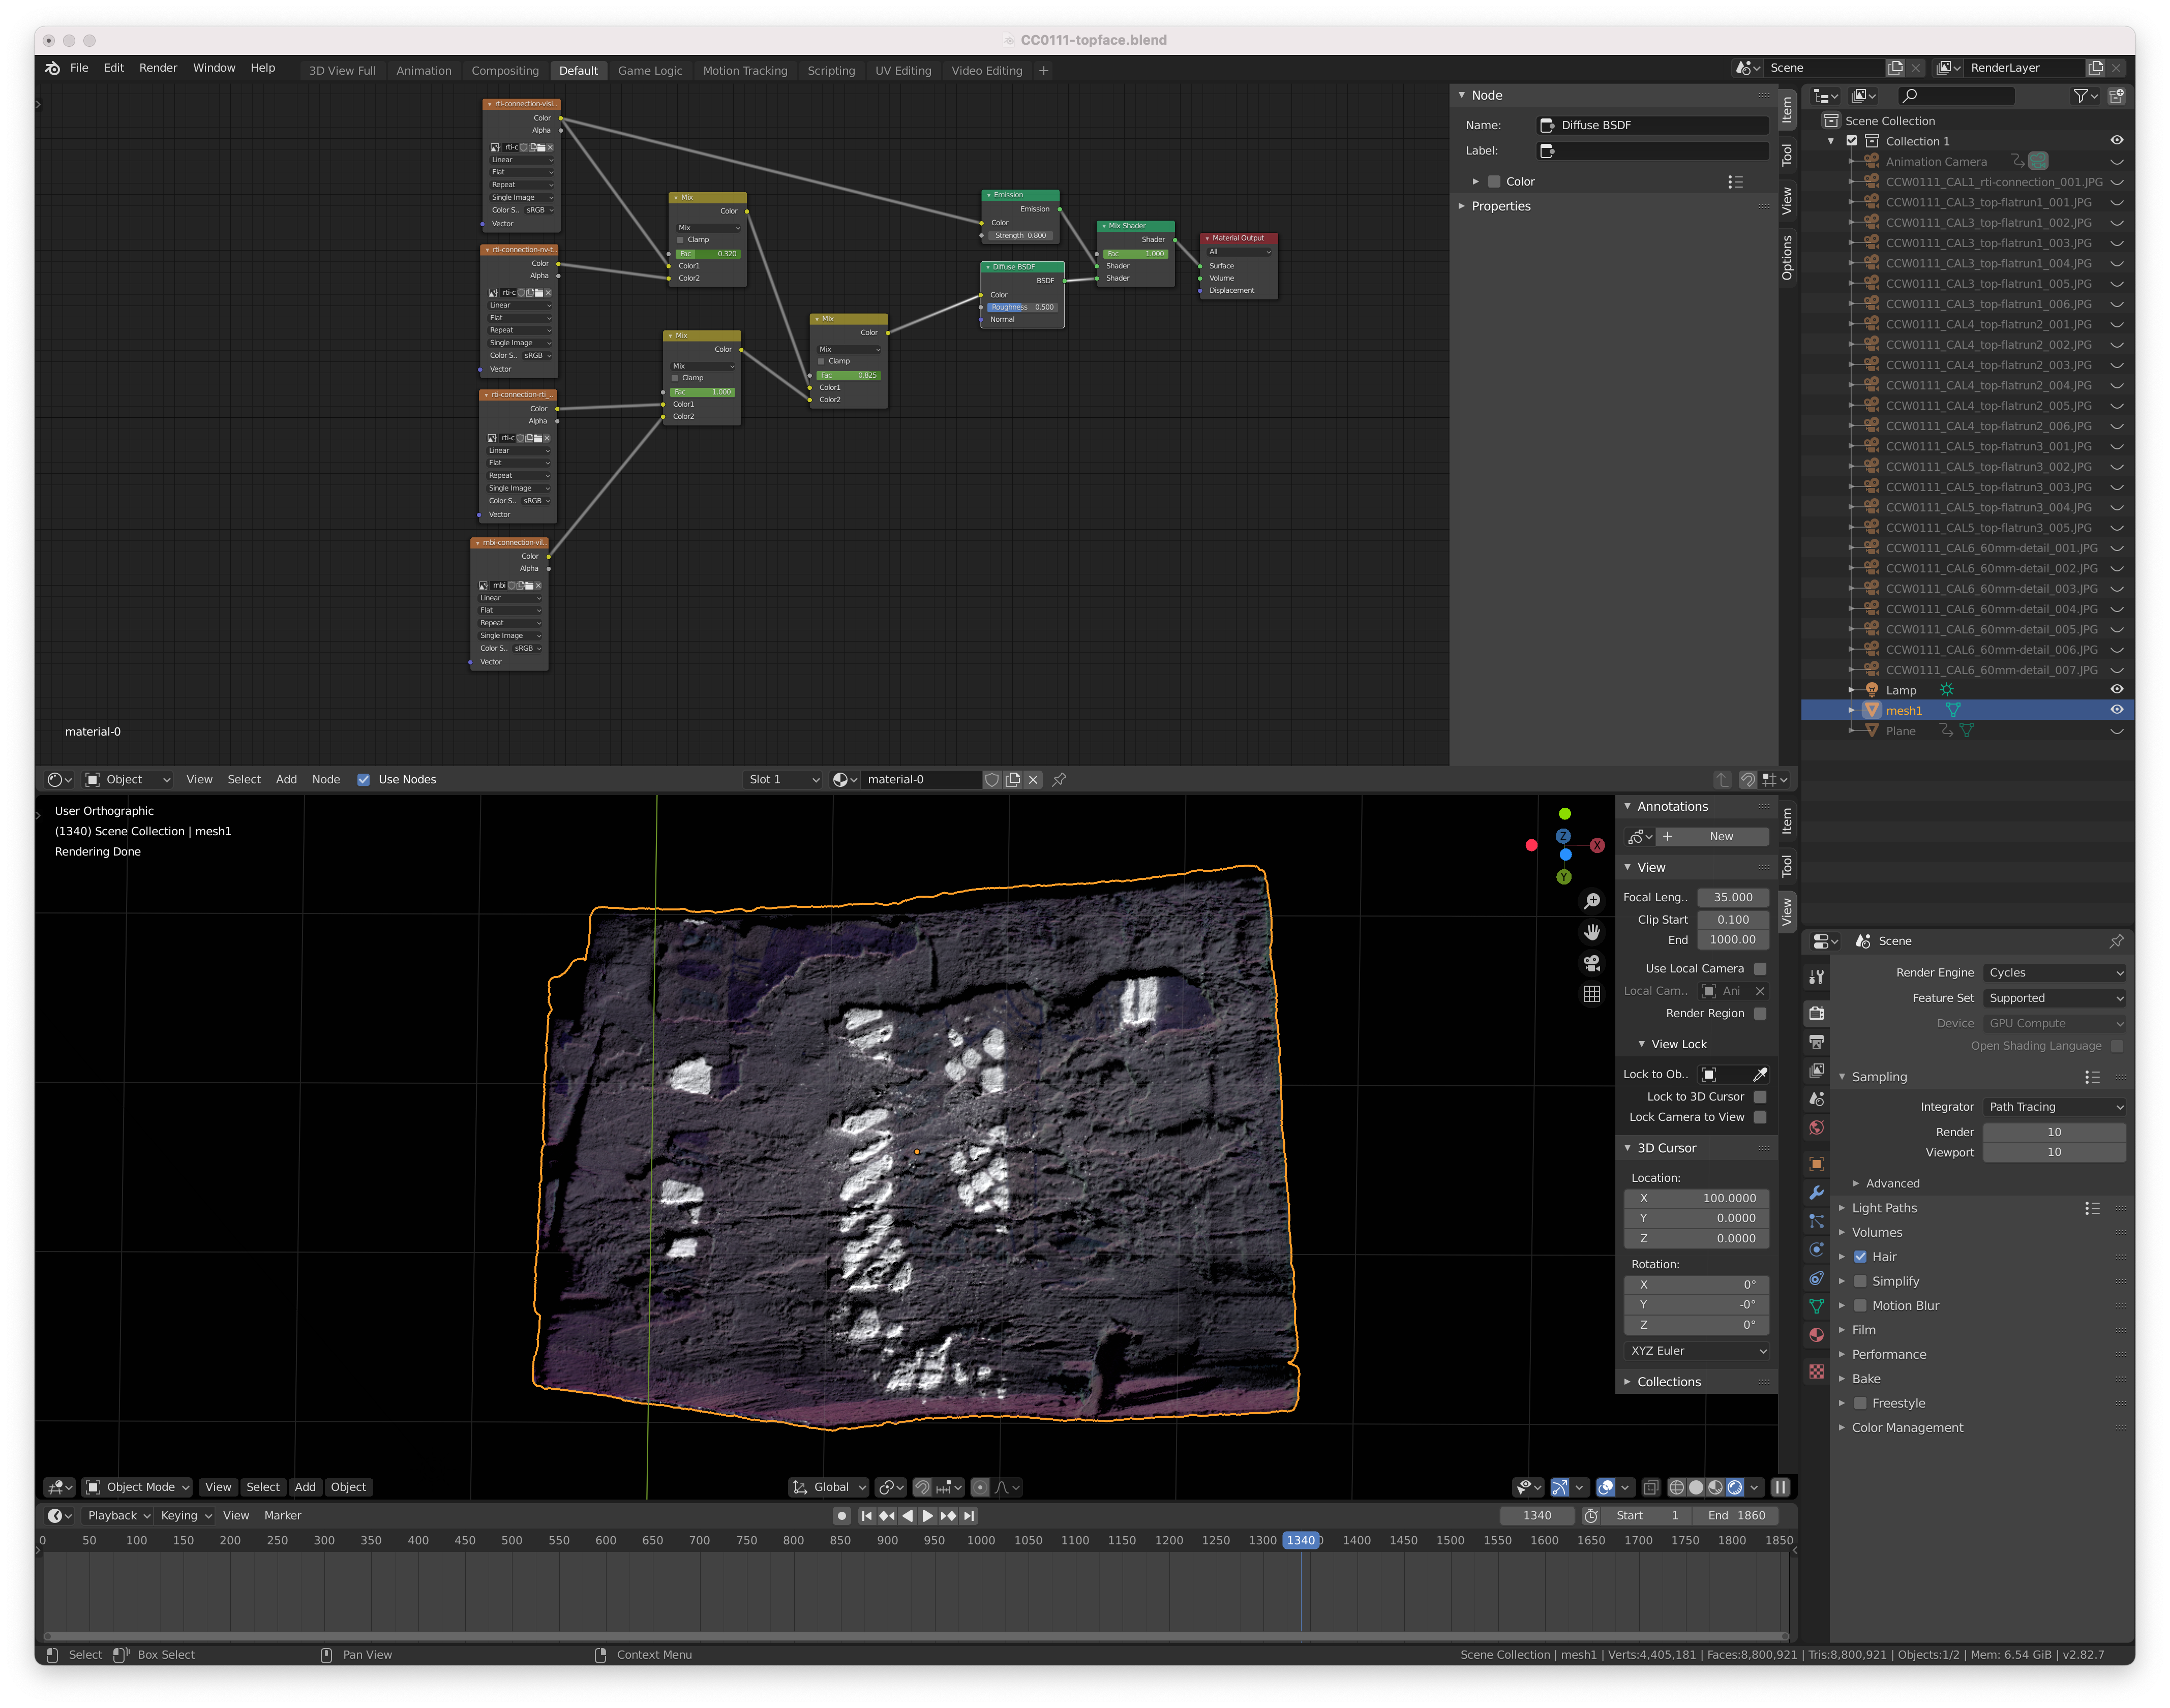 CC0111-topface.blend
File Edit Render Window Help 3D View Full Animation Compositing Default Game Logic Motion Tracking Scripting UV Editing Video Editing + Scene RenderLayer
rti-connection-visi..
Color
Alpha
rti-c
Linear
Flat
Repeat
Single Image
Color S.. sRGB
Vector
rti-connection-nv-t..
Color
Alpha
rti-c
Linear
Flat
Repeat
Single Image
Color S.. sRGB
Vector
rti-connection-rti_..
Color
Alpha
rti-c
Linear
Flat
Repeat
Single Image
Color S.. sRGB
Vector
mbi-connection-vil..
Color
Alpha
mbi
Linear
Flat
Repeat
Single Image
Color S.. sRGB
Vector
Mix
Color
Mix
Clamp
Fac 0.320
Color1
Color2
Mix
Color
Mix
Clamp
Fac 1.000
Color1
Color2
Mix
Color
Mix
Clamp
Fac 0.825
Color1
Color2
Emission
Emission
Color
Strength 0.800
Diffuse BSDF
BSDF
Color
Roughness 0.500
Normal
Mix Shader
Shader
Fac 1.000
Shader
Shader
Material Output
All
Surface
Volume
Displacement
material-0
Node
Name: Diffuse BSDF
Label:
Color
Properties
Item
Tool
View
Options
Object View Select Add Node Use Nodes Slot 1 material-0
User Orthographic
(1340) Scene Collection | mesh1
Rendering Done
Z
X
Y
Annotations
+ New
View
Focal Leng.. 35.000
Clip Start 0.100
End 1000.00
Use Local Camera
Local Cam.. Ani
Render Region
View Lock
Lock to Ob..
Lock to 3D Cursor
Lock Camera to View
3D Cursor
Location:
X 100.0000
Y 0.0000
Z 0.0000
Rotation:
X 0°
Y -0°
Z 0°
XYZ Euler
Collections
Item
Tool
View
Object Mode View Select Add Object Global
Playback Keying View Marker 1340 Start 1 End 1860
0 50 100 150 200 250 300 350 400 450 500 550 600 650 700 750 800 850 900 950 1000 1050 1100 1150 1200 1250 1300 1340 1400 1450 1500 1550 1600 1650 1700 1750 1800 1850
Scene Collection
Collection 1
Animation Camera
CCW0111_CAL1_rti-connection_001.JPG
CCW0111_CAL3_top-flatrun1_001.JPG
CCW0111_CAL3_top-flatrun1_002.JPG
CCW0111_CAL3_top-flatrun1_003.JPG
CCW0111_CAL3_top-flatrun1_004.JPG
CCW0111_CAL3_top-flatrun1_005.JPG
CCW0111_CAL3_top-flatrun1_006.JPG
CCW0111_CAL4_top-flatrun2_001.JPG
CCW0111_CAL4_top-flatrun2_002.JPG
CCW0111_CAL4_top-flatrun2_003.JPG
CCW0111_CAL4_top-flatrun2_004.JPG
CCW0111_CAL4_top-flatrun2_005.JPG
CCW0111_CAL4_top-flatrun2_006.JPG
CCW0111_CAL5_top-flatrun3_001.JPG
CCW0111_CAL5_top-flatrun3_002.JPG
CCW0111_CAL5_top-flatrun3_003.JPG
CCW0111_CAL5_top-flatrun3_004.JPG
CCW0111_CAL5_top-flatrun3_005.JPG
CCW0111_CAL6_60mm-detail_001.JPG
CCW0111_CAL6_60mm-detail_002.JPG
CCW0111_CAL6_60mm-detail_003.JPG
CCW0111_CAL6_60mm-detail_004.JPG
CCW0111_CAL6_60mm-detail_005.JPG
CCW0111_CAL6_60mm-detail_006.JPG
CCW0111_CAL6_60mm-detail_007.JPG
Lamp
mesh1
Plane
Scene
Render Engine Cycles
Feature Set Supported
Device GPU Compute
Open Shading Language
Sampling
Integrator Path Tracing
Render 10
Viewport 10
Advanced
Light Paths
Volumes
Hair
Simplify
Motion Blur
Film
Performance
Bake
Freestyle
Color Management
Select Box Select Pan View Context Menu Scene Collection | mesh1 | Verts:4,405,181 | Faces:8,800,921 | Tris:8,800,921 | Objects:1/2 | Mem: 6.54 GiB | v2.82.7